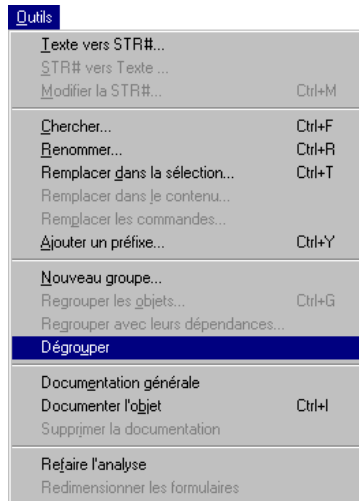 Outils
Texte vers STR#...
STR# vers Texte ...
Modifier la STR#... Ctrl+M
Chercher... Ctrl+F
Renommer... Ctrl+R
Remplacer dans la sélection... Ctrl+T
Remplacer dans le contenu...
Remplacer les commandes...
Ajouter un préfixe... Ctrl+Y
Nouveau groupe...
Regrouper les objets... Ctrl+G
Regrouper avec leurs dépendances...
Dégrouper
Documentation générale
Documenter l'objet Ctrl+I
Supprimer la documentation
Refaire l'analyse
Redimensionner les formulaires